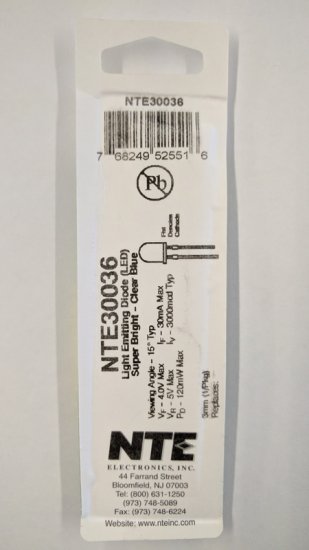 NTE30036
7 68249 52551 6
Pb
Flat
Denotes
Cathode
NTE30036
Light Emitting Diode (LED)
Super Bright - Clear Blue
Viewing Angle - 15° Typ
VF - 4.0V Max IF - 30mA Max
VR - 5V Max IV - 3000mcd Typ
PD - 120mW Max
3mm (1/Pkg)
Replaces:
NTE
ELECTRONICS, INC.
44 Farrand Street
Bloomfield, NJ 07003
Tel: (800) 631-1250
(973) 748-5089
Fax: (973) 748-6224
Website: www.nteinc.com